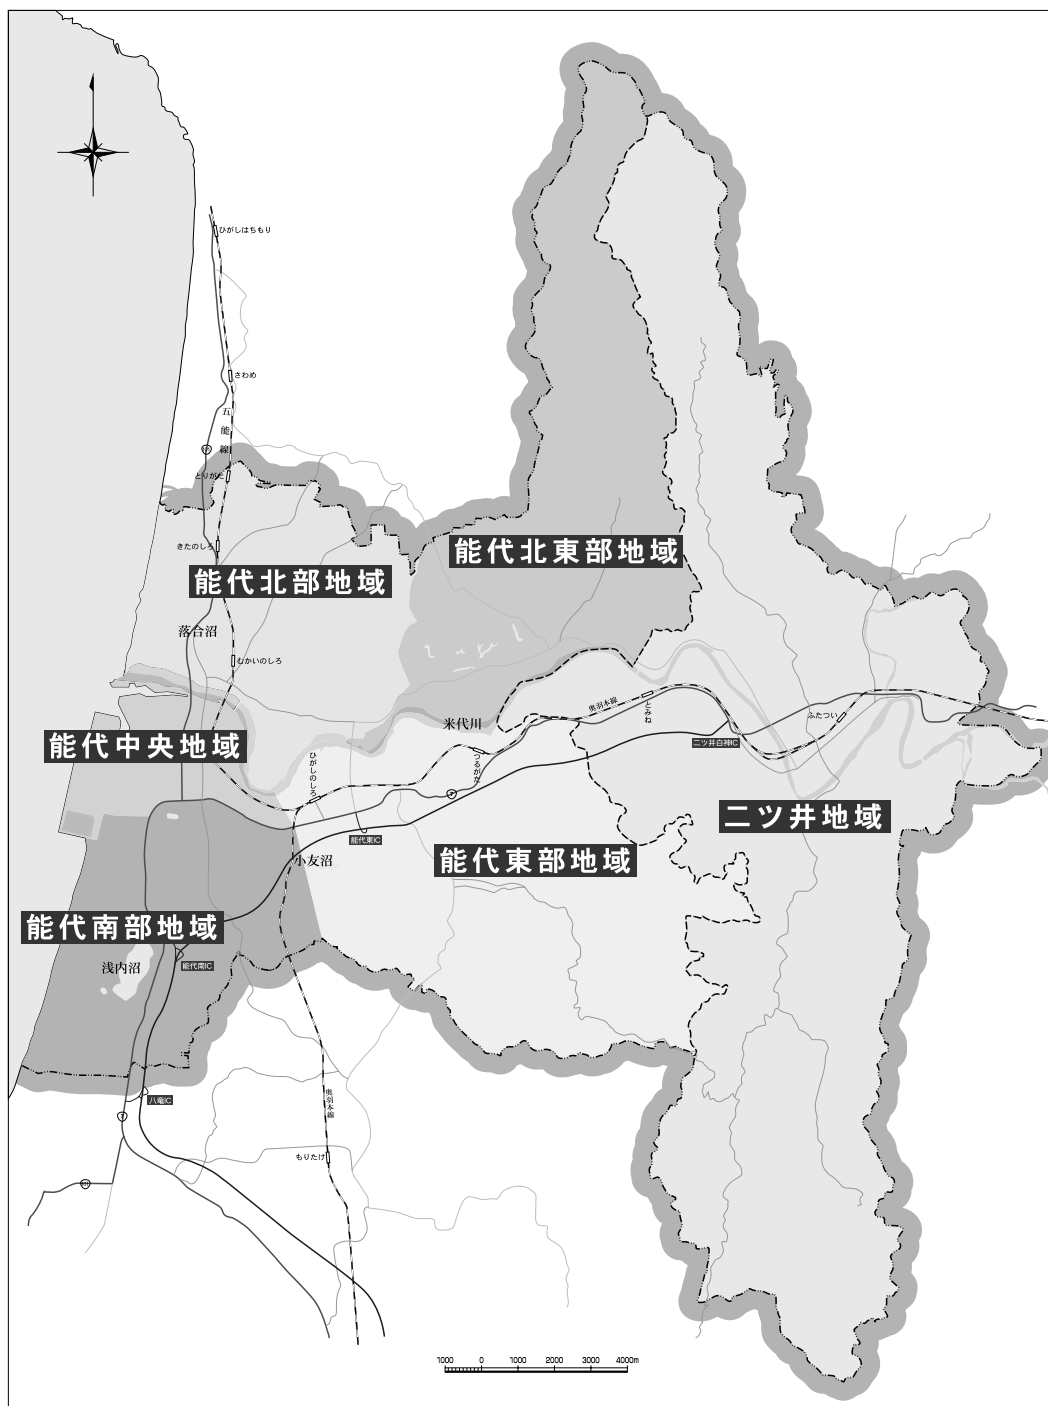 ひがしはちもり
さわめ
五能線
とりがた
きたのしろ
能代北東部地域
能代北部地域
落合沼
むかいのしろ
奥羽本線
とみね
ふたつい
米代川
二ツ井白神IC
能代中央地域
ひがしのしろ
つるがた
7
二ツ井地域
能代東IC
小友沼
能代東部地域
能代南部地域
浅内沼
能代南IC
八竜IC
7
奥羽本線
もりたけ
101
1000 0 1000 2000 3000 4000m